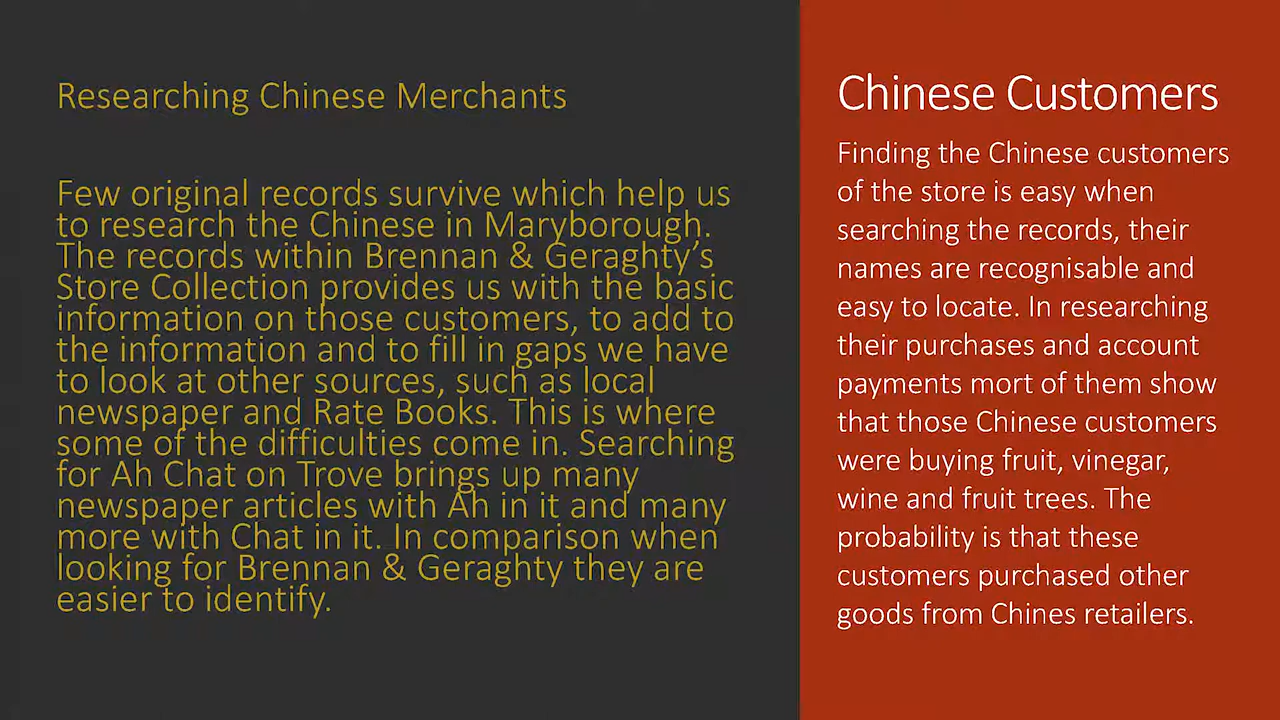 Researching Chinese Merchants
Few original records survive which help us
to research the Chinese in Maryborough.
The records within Brennan & Geraghty's
Store Collection provides us with the basic
information on those customers, to add to
the information and to fill in gaps we have
to look at other sources, such as local
newspaper and Rate Books. This is where
some of the difficulties come in. Searching
for Ah Chat on Trove brings up many
newspaper articles with Ah in it and many
more with Chat in it. In comparison when
looking for Brennan & Geraghty they are
easier to identify.
Chinese Customers
Finding the Chinese customers
of the store is easy when
searching the records, their
names are recognisable and
easy to locate. In researching
their purchases and account
payments mort of them show
that those Chinese customers
were buying fruit, vinegar,
wine and fruit trees. The
probability is that these
customers purchased other
goods from Chines retailers.